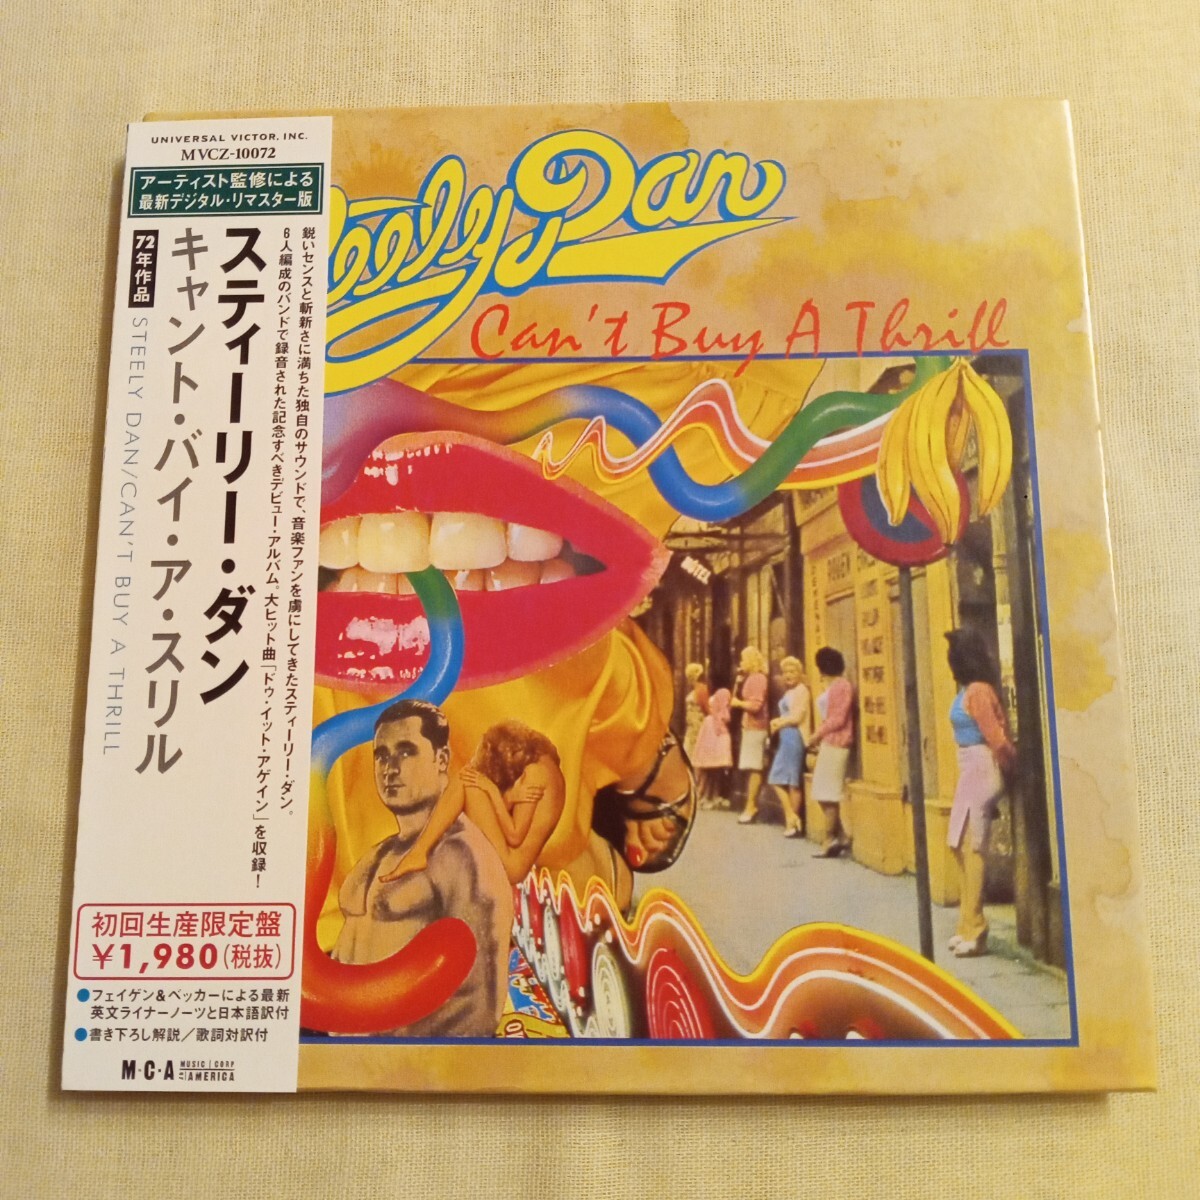 UNIVERSAL VICTOR, INC.
MVCZ-10072
アーティスト監修による
最新デジタル・リマスター版
鋭いセンスと斬新さに満ちた独自のサウンドで、音楽ファンを虜にしてきたスティーリー・ダン。
6人編成のバンドで録音された記念すべきデビュー・アルバム。大ヒット曲「ドゥ・イット・アゲイン」を収録!
スティーリー・ダン
キャント・バイ・ア・スリル
72年作品
STEELY DAN/CAN'T BUY A THRILL
初回生産限定盤
¥1,980(税抜)
●フェイゲン&ベッカーによる最新
英文ライナーノーツと日本語訳付
●書き下ろし解説/歌詞対訳付
M・C・A MUSIC CORP
AMERICA
eely Dan
Can't Buy A Thrill
HOTEL
ROUEN